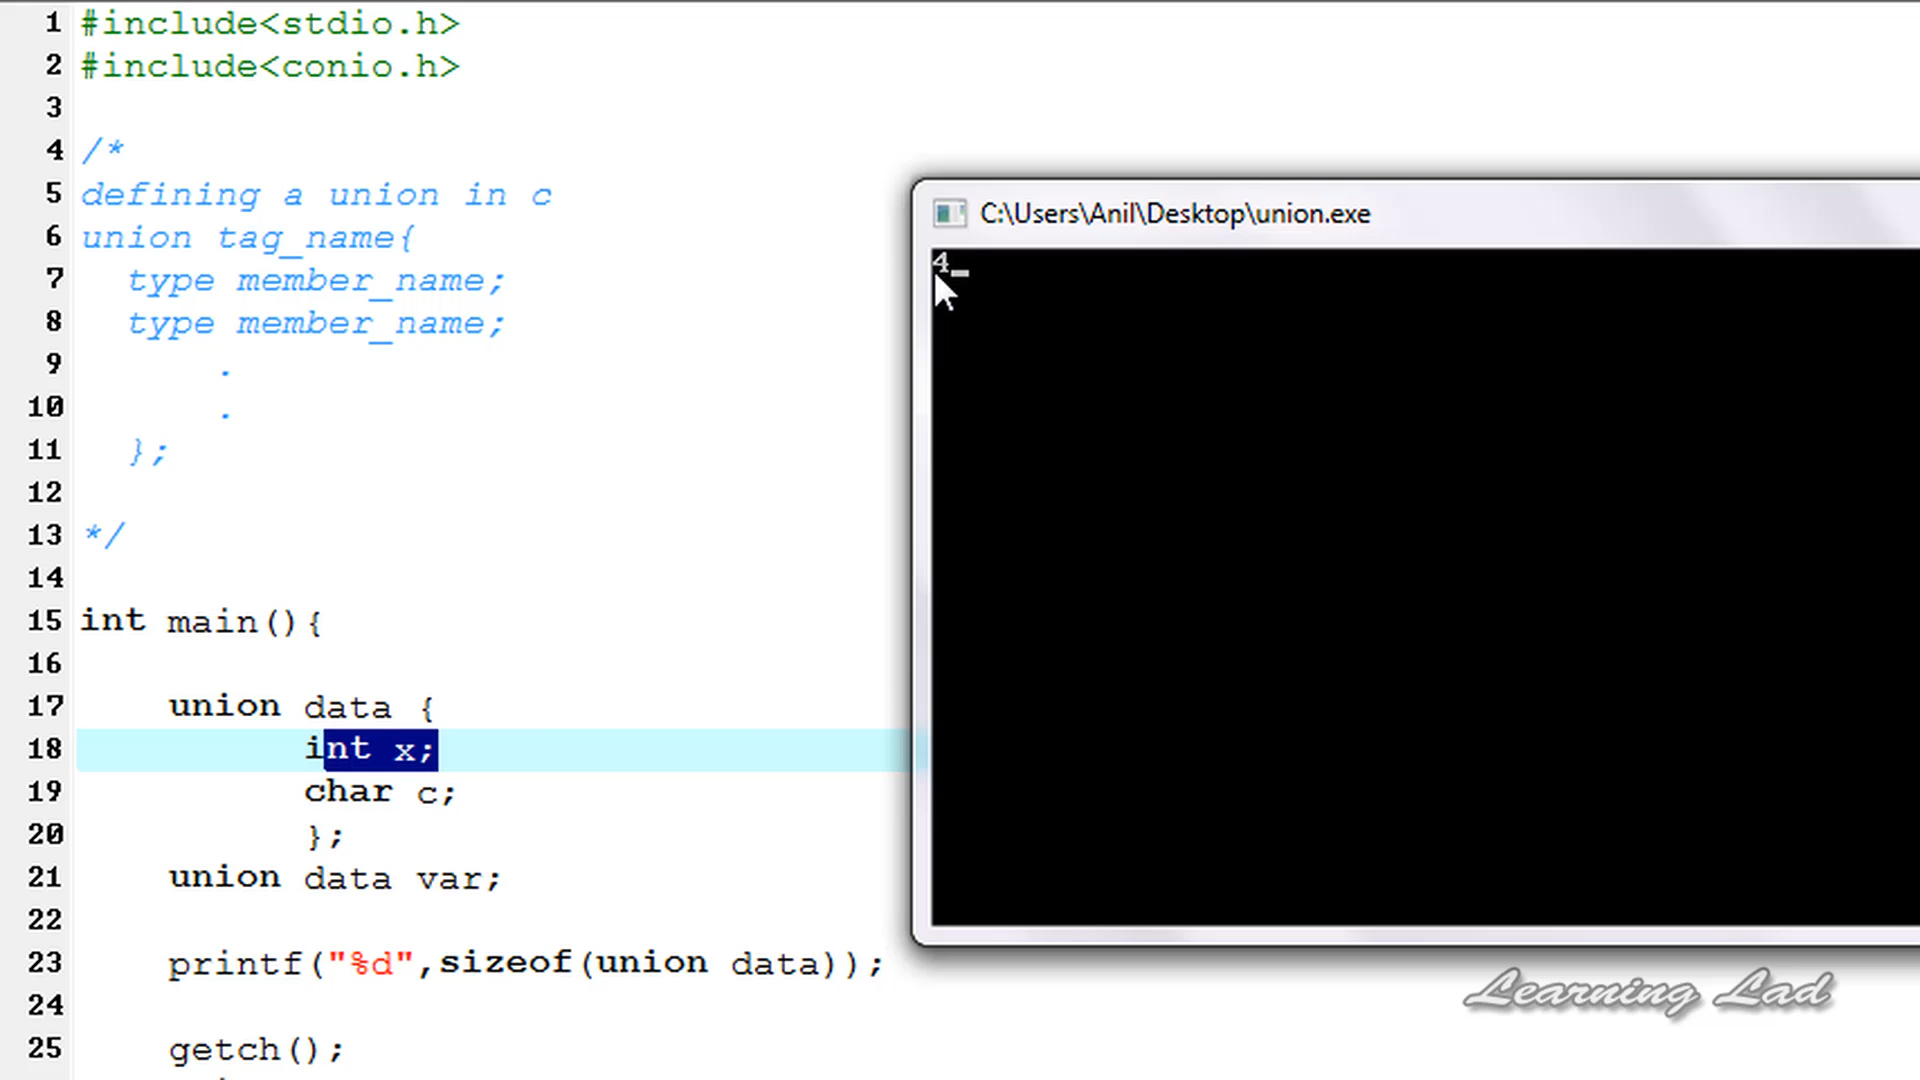 1 #include<stdio.h>
2 #include<conio.h>
3
4 /*
5 defining a union in c
6 union tag_name{
7 type member_name;
8 type member_name;
9 .
10 .
11 };
12
13 */
14
15 int main(){
16
17 union data {
18 int x;
19 char c;
20 };
21 union data var;
22
23 printf("%d",sizeof(union data));
24
25 getch();
C:\Users\Anil\Desktop\union.exe
4_
Learning Lad